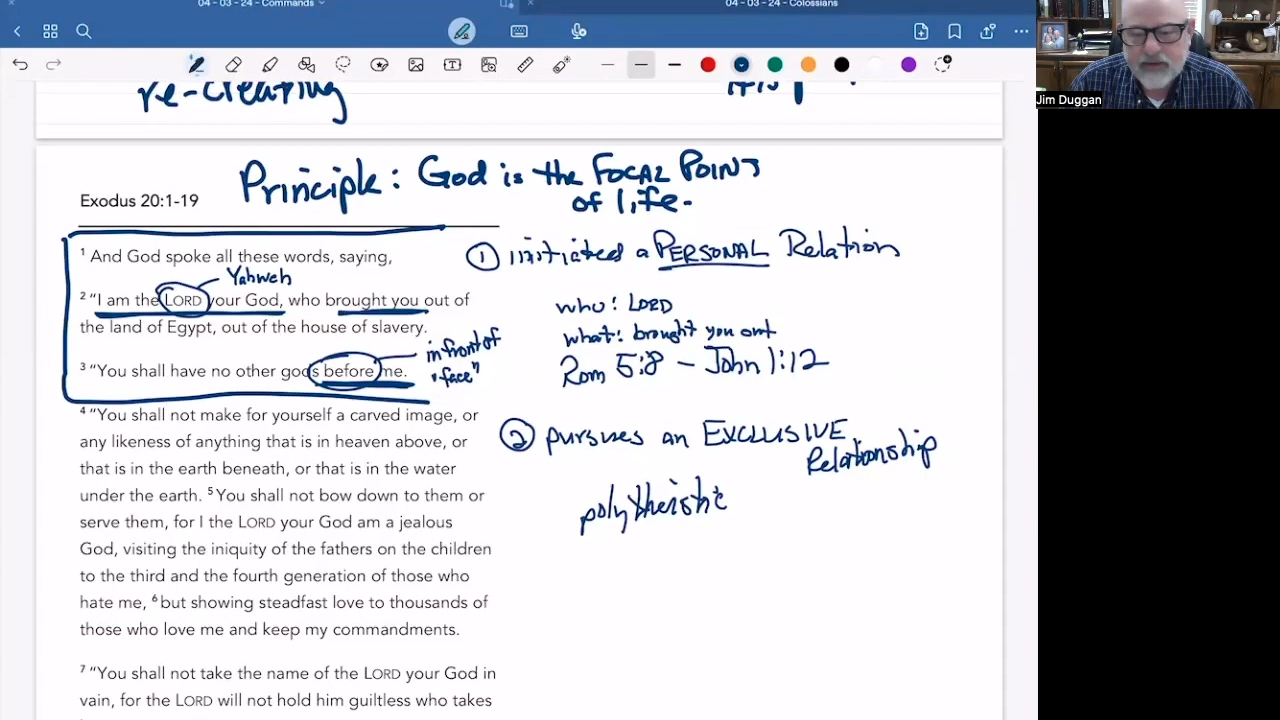 04 - 03 - 24 - Commands
04 - 03 - 24 - Colossians
Jim Duggan
re-creating
Principle: God is the FOCAL POINT
of life.
Exodus 20:1-19
1 And God spoke all these words, saying,
Yahweh
2 “I am the LORD your God, who brought you out of
the land of Egypt, out of the house of slavery.
3 “You shall have no other gods before me.
in front of
"face"
4 “You shall not make for yourself a carved image, or
any likeness of anything that is in heaven above, or
that is in the earth beneath, or that is in the water
under the earth. 5 You shall not bow down to them or
serve them, for I the LORD your God am a jealous
God, visiting the iniquity of the fathers on the children
to the third and the fourth generation of those who
hate me, 6 but showing steadfast love to thousands of
those who love me and keep my commandments.
7 “You shall not take the name of the LORD your God in
vain, for the LORD will not hold him guiltless who takes
1 initiated a PERSONAL Relation
who: LORD
what: brought you out
Rom 5:8 - John 1:12
2 pursues an EXCLUSIVE
Relationship
polytheistic